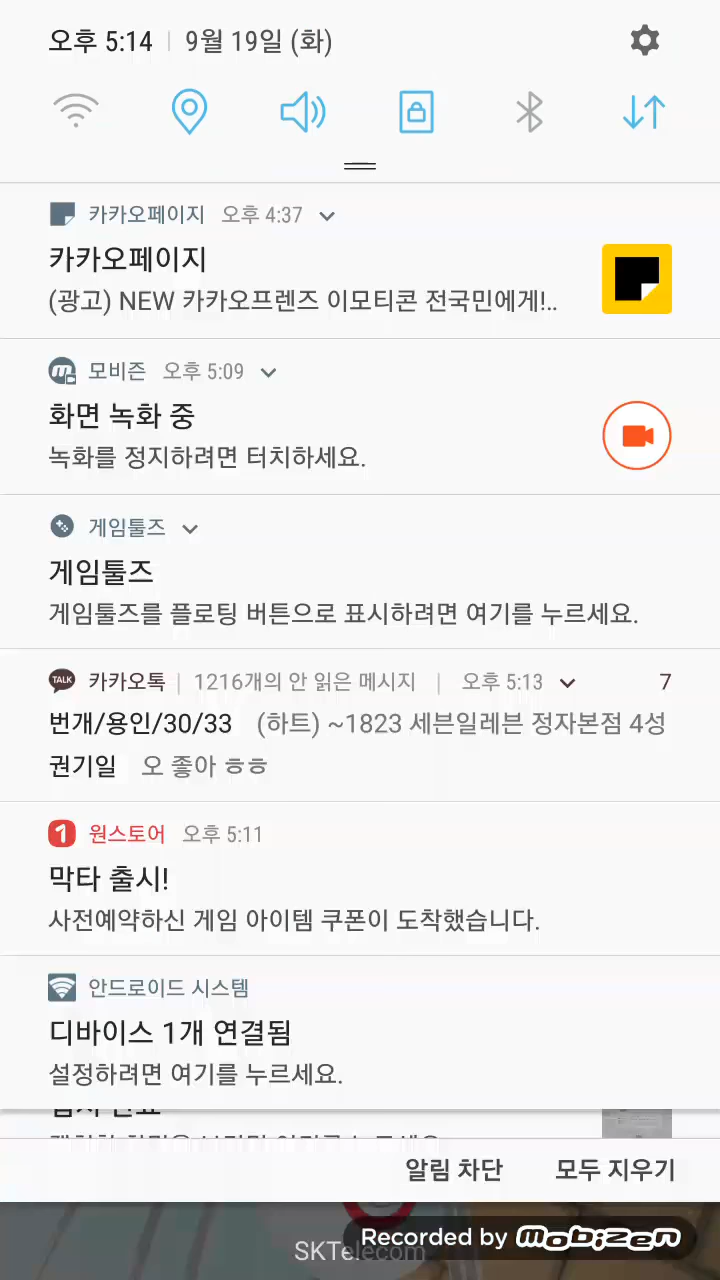 오후 5:14 | 9월 19일 (화)
카카오페이지 오후 4:37
카카오페이지
(광고) NEW 카카오프렌즈 이모티콘 전국민에게!..
모비즌 오후 5:09
화면 녹화 중
녹화를 정지하려면 터치하세요.
게임툴즈
게임툴즈
게임툴즈를 플로팅 버튼으로 표시하려면 여기를 누르세요.
TALK 카카오톡 | 1216개의 안 읽은 메시지 | 오후 5:13 7
번개/용인/30/33 (하트) ~1823 세븐일레븐 정자본점 4성
권기일 오 좋아 ㅎㅎ
1 원스토어 오후 5:11
막타 출시!
사전예약하신 게임 아이템 쿠폰이 도착했습니다.
안드로이드 시스템
디바이스 1개 연결됨
설정하려면 여기를 누르세요.
알림 차단 모두 지우기
SKTelecom
Recorded by mobizen